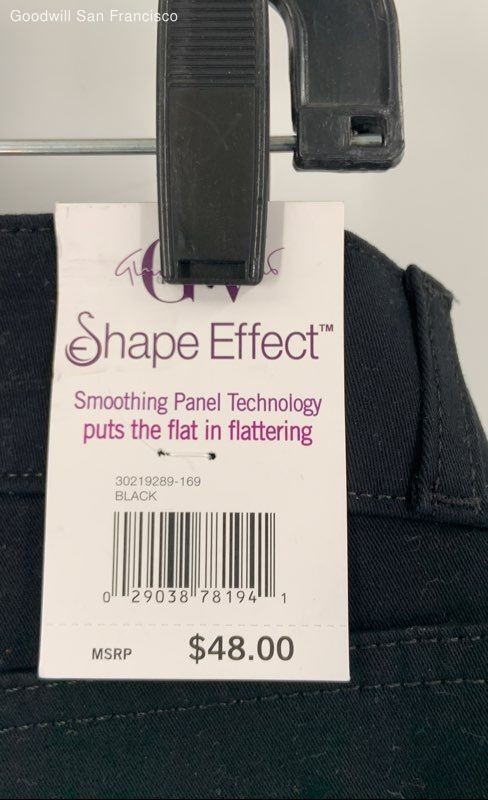 Goodwill San Francisco
Shape Effect™
Smoothing Panel Technology
puts the flat in flattering
30219289-169
BLACK
0 29038 78194 1
MSRP $48.00